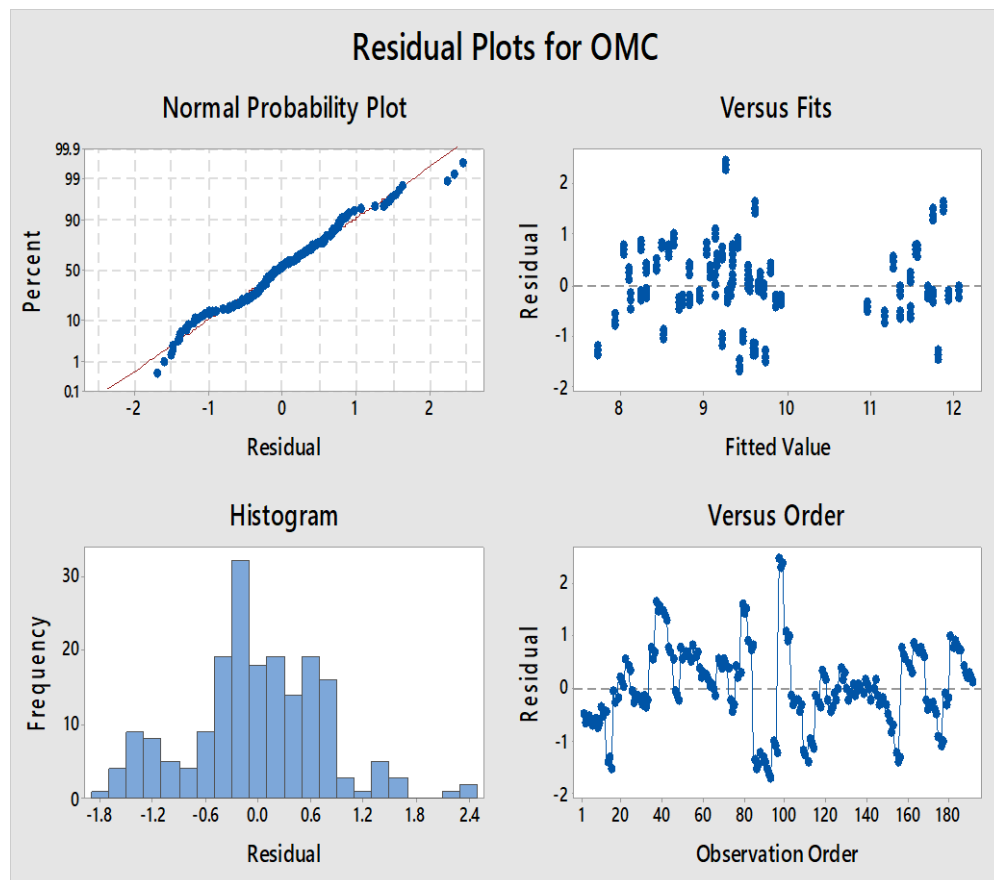 Residual Plots for OMC
Normal Probability Plot
Versus Fits
99.9
99
90
50
10
1
0.1
Percent
-2 -1 0 1 2
Residual
2
1
0
-1
-2
Residual
8 9 10 11 12
Fitted Value
Histogram
Versus Order
30
20
10
0
Frequency
-1.8 -1.2 -0.6 0.0 0.6 1.2 1.8 2.4
Residual
2
1
0
-1
-2
Residual
1 20 40 60 80 100 120 140 160 180
Observation Order